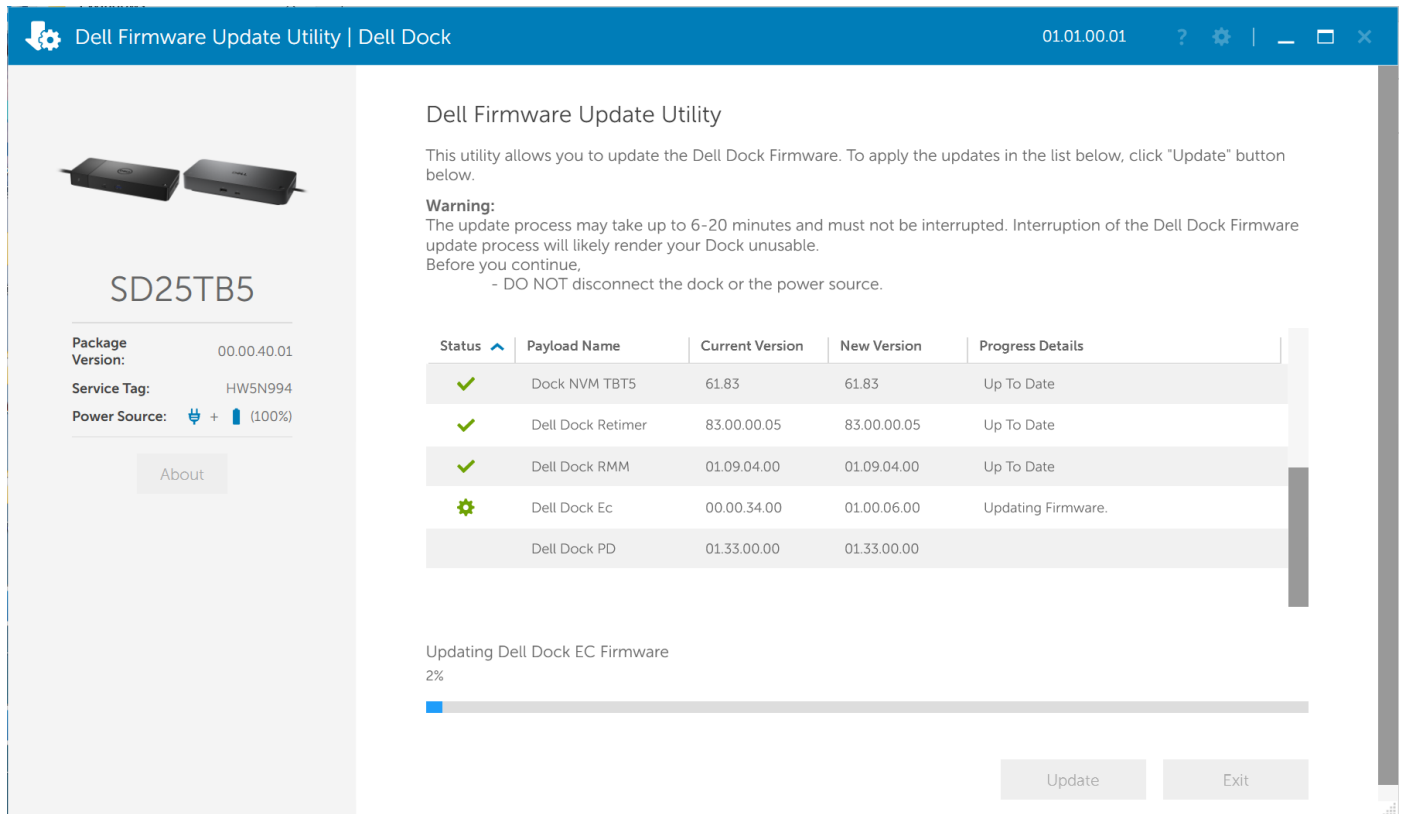 Dell Firmware Update Utility | Dell Dock
01.01.00.01
?
Dell Firmware Update Utility
This utility allows you to update the Dell Dock Firmware. To apply the updates in the list below, click "Update" button
below.
Warning:
The update process may take up to 6-20 minutes and must not be interrupted. Interruption of the Dell Dock Firmware
update process will likely render your Dock unusable.
Before you continue,
- DO NOT disconnect the dock or the power source.
SD25TB5
Package Version: 00.00.40.01
Service Tag: HW5N994
Power Source: + (100%)
About
Status Payload Name Current Version New Version Progress Details
Dock NVM TBT5 61.83 61.83 Up To Date
Dell Dock Retimer 83.00.00.05 83.00.00.05 Up To Date
Dell Dock RMM 01.09.04.00 01.09.04.00 Up To Date
Dell Dock Ec 00.00.34.00 01.00.06.00 Updating Firmware.
Dell Dock PD 01.33.00.00 01.33.00.00
Updating Dell Dock EC Firmware
2%
Update Exit